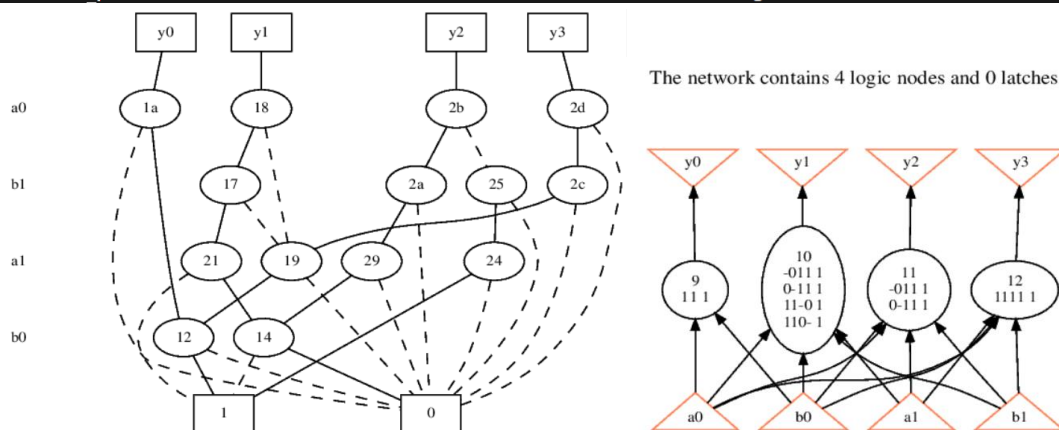 y0 y1 y2 y3
a0 1a 18 2b 2d
b1 17 2a 25 2c
a1 21 19 29 24
b0 12 14
1 0
The network contains 4 logic nodes and 0 latches
y0 y1 y2 y3
9
11 1
10
-011 1
0-11 1
11-0 1
110- 1
11
-011 1
0-11 1
12
1111 1
a0 b0 a1 b1